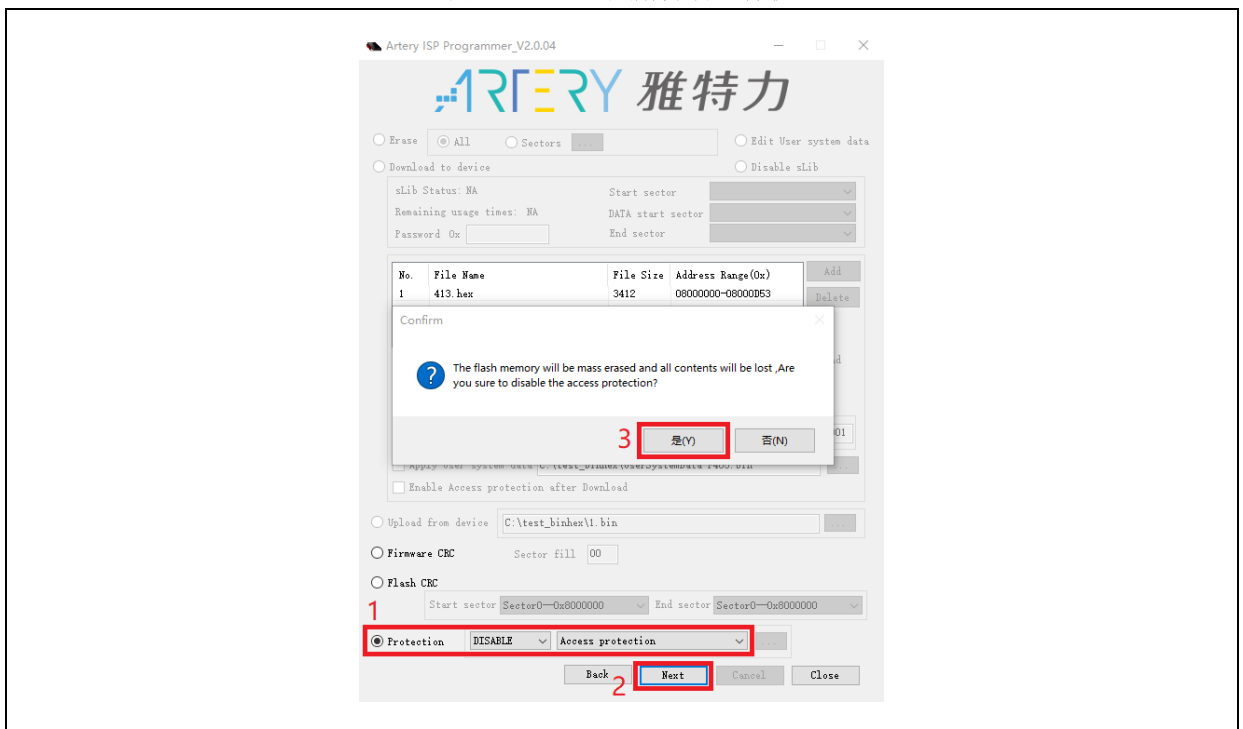 Artery ISP Programmer_V2.0.04
ARTERY 雅特力
Erase All Sectors ... Edit User system data
Download to device Disable sLib
sLib Status: NA Start sector
Remaining usage times: NA DATA start sector
Password 0x End sector
No. File Name File Size Address Range(0x) Add
1 413.hex 3412 08000000-08000D53 Delete
Confirm
The flash memory will be mass erased and all contents will be lost ,Are
you sure to disable the access protection?
3 是(Y) 否(N)
Enable Access protection after Download
Upload from device C:\test_binhex\1.bin ...
Firmware CRC Sector fill 00
Flash CRC
1 Start sector Sector0—0x8000000 End sector Sector0—0x8000000
Protection DISABLE Access protection ...
Back 2 Next Cancel Close